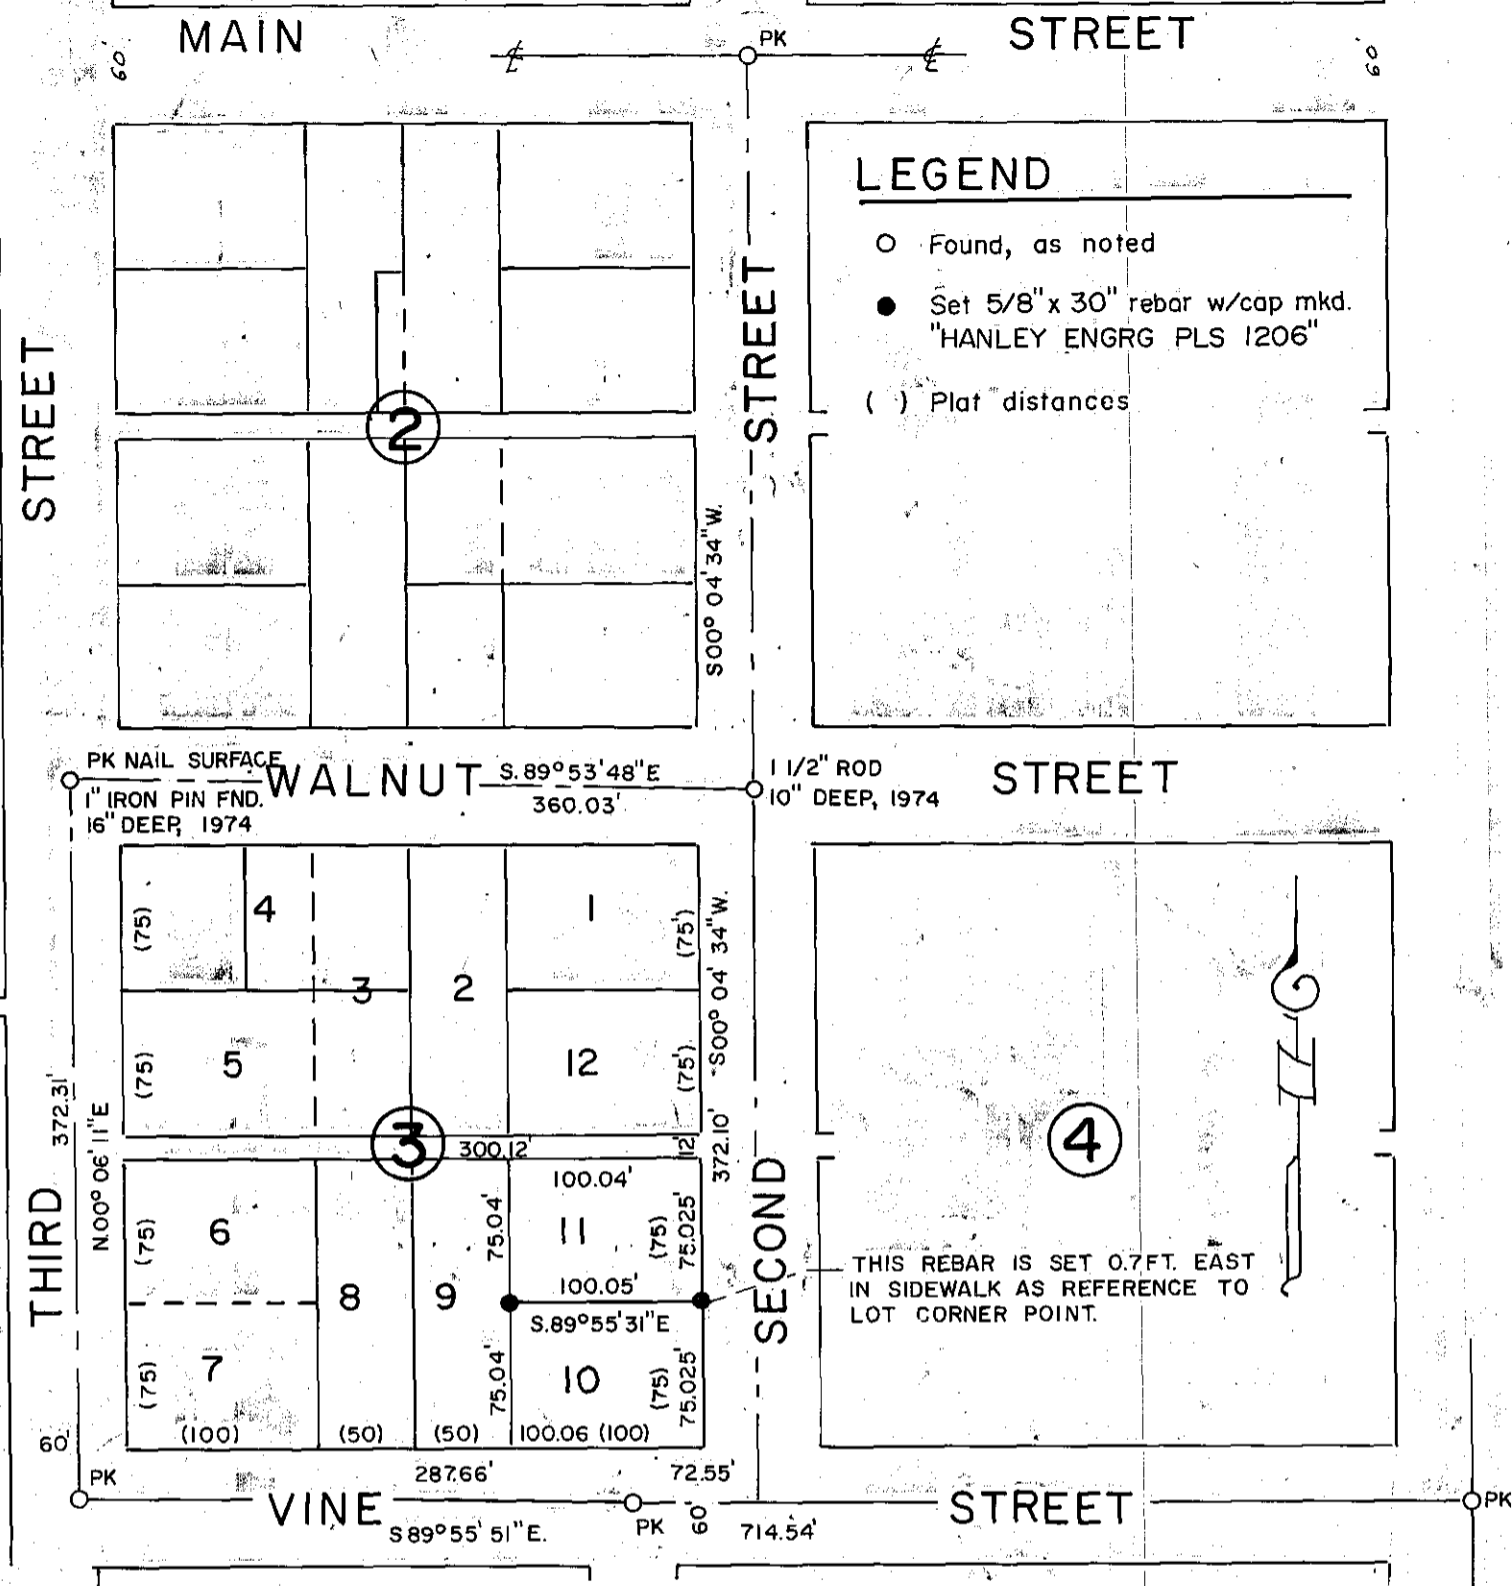 MAIN
STREET
PK
60'
60'
℄
℄
LEGEND
Found, as noted
Set 5/8" x 30" rebar w/cap mkd.
"HANLEY ENGRG PLS 1206"
( ) Plat distances
STREET
STREET
2
S00° 04' 34" W.
PK NAIL SURFACE
1" IRON PIN FND.
16" DEEP, 1974
WALNUT
S. 89° 53' 48" E
360.03'
1 1/2" ROD
10" DEEP, 1974
STREET
(75)
4
1
(75')
S00° 04' 34" W.
3
2
(75)
5
12
(75')
372.31'
N.00° 06' 11" E
3
300.12'
12'
372.10'
4
100.04'
(75)
6
75.04'
11
(75)
75.025'
THIRD
SECOND
8
9
100.05'
S.89° 55' 31" E
THIS REBAR IS SET 0.7 FT. EAST
IN SIDEWALK AS REFERENCE TO
LOT CORNER POINT.
(75)
7
75.04'
10
(75)
75.025'
(100)
(50)
(50)
100.06 (100)
60'
PK
287.66'
72.55'
VINE
S 89° 55' 51" E.
PK
60'
714.54'
STREET
PK
N